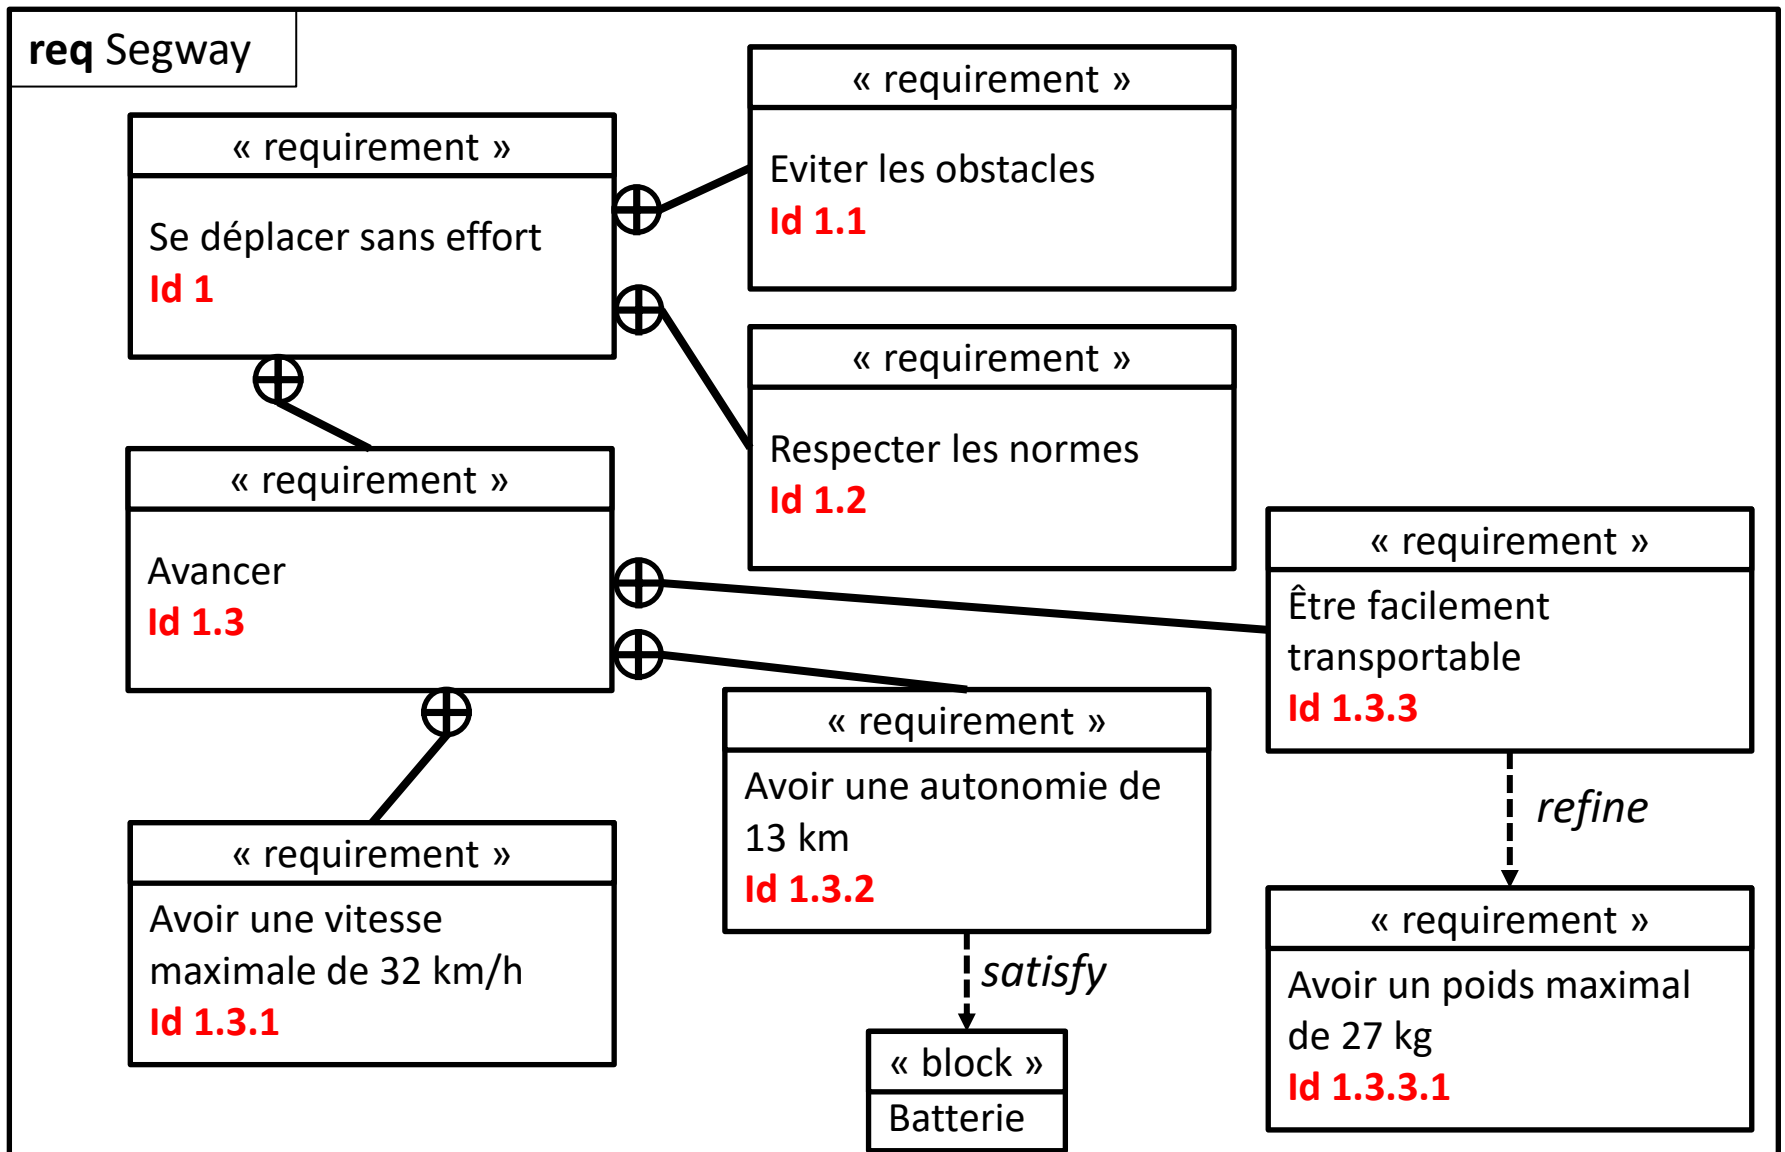 req Segway
« requirement »
Se déplacer sans effort
Id 1
« requirement »
Eviter les obstacles
Id 1.1
« requirement »
Respecter les normes
Id 1.2
« requirement »
Avancer
Id 1.3
« requirement »
Être facilement
transportable
Id 1.3.3
« requirement »
Avoir une autonomie de
13 km
Id 1.3.2
« requirement »
Avoir une vitesse
maximale de 32 km/h
Id 1.3.1
refine
satisfy
« requirement »
Avoir un poids maximal
de 27 kg
Id 1.3.3.1
« block »
Batterie